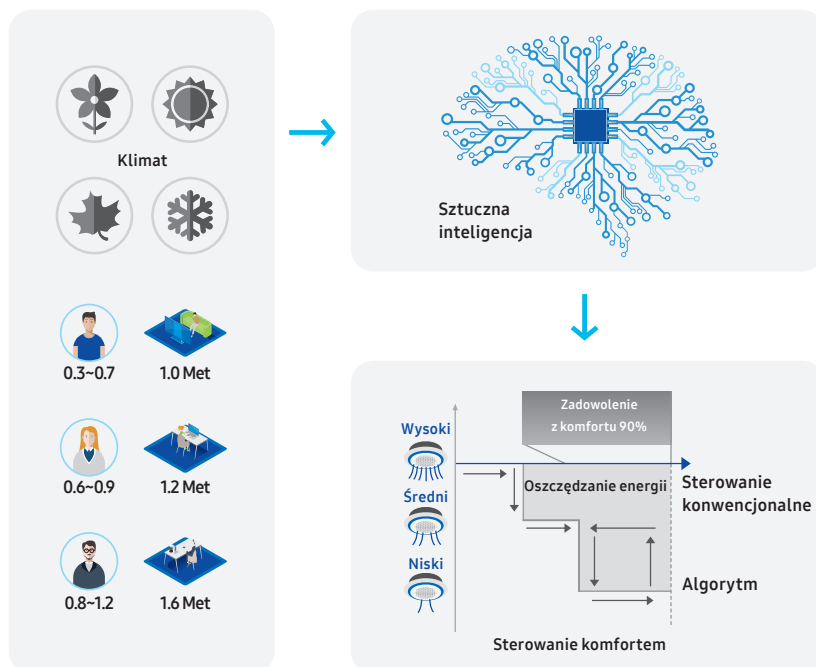 Klimat
0.3~0.7
1.0 Met
0.6~0.9
1.2 Met
0.8~1.2
1.6 Met
Sztuczna
inteligencja
Zadowolenie
z komfortu 90%
Wysoki
Oszczędzanie energii
Sterowanie
konwencjonalne
Średni
Niski
Algorytm
Sterowanie komfortem